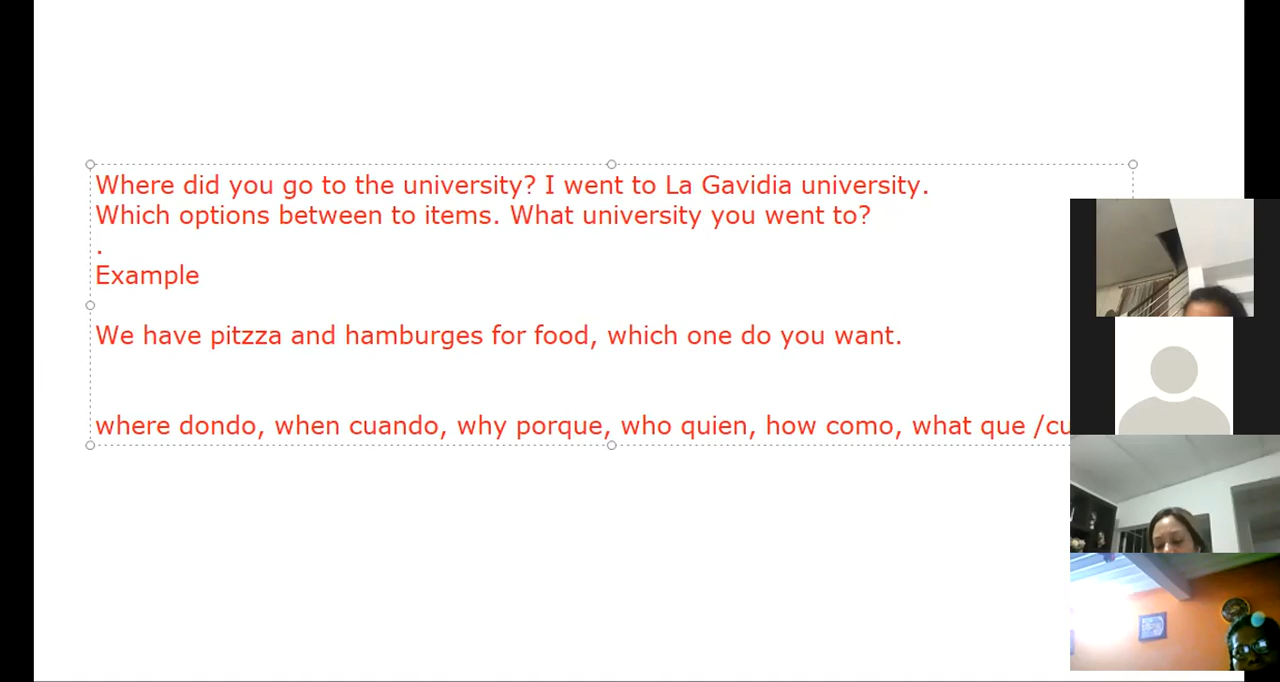 Where did you go to the university? I went to La Gavidia university.
Which options between to items. What university you went to?
.
Example
We have pitzza and hamburges for food, which one do you want.
where dondo, when cuando, why porque, who quien, how como, what que /cu